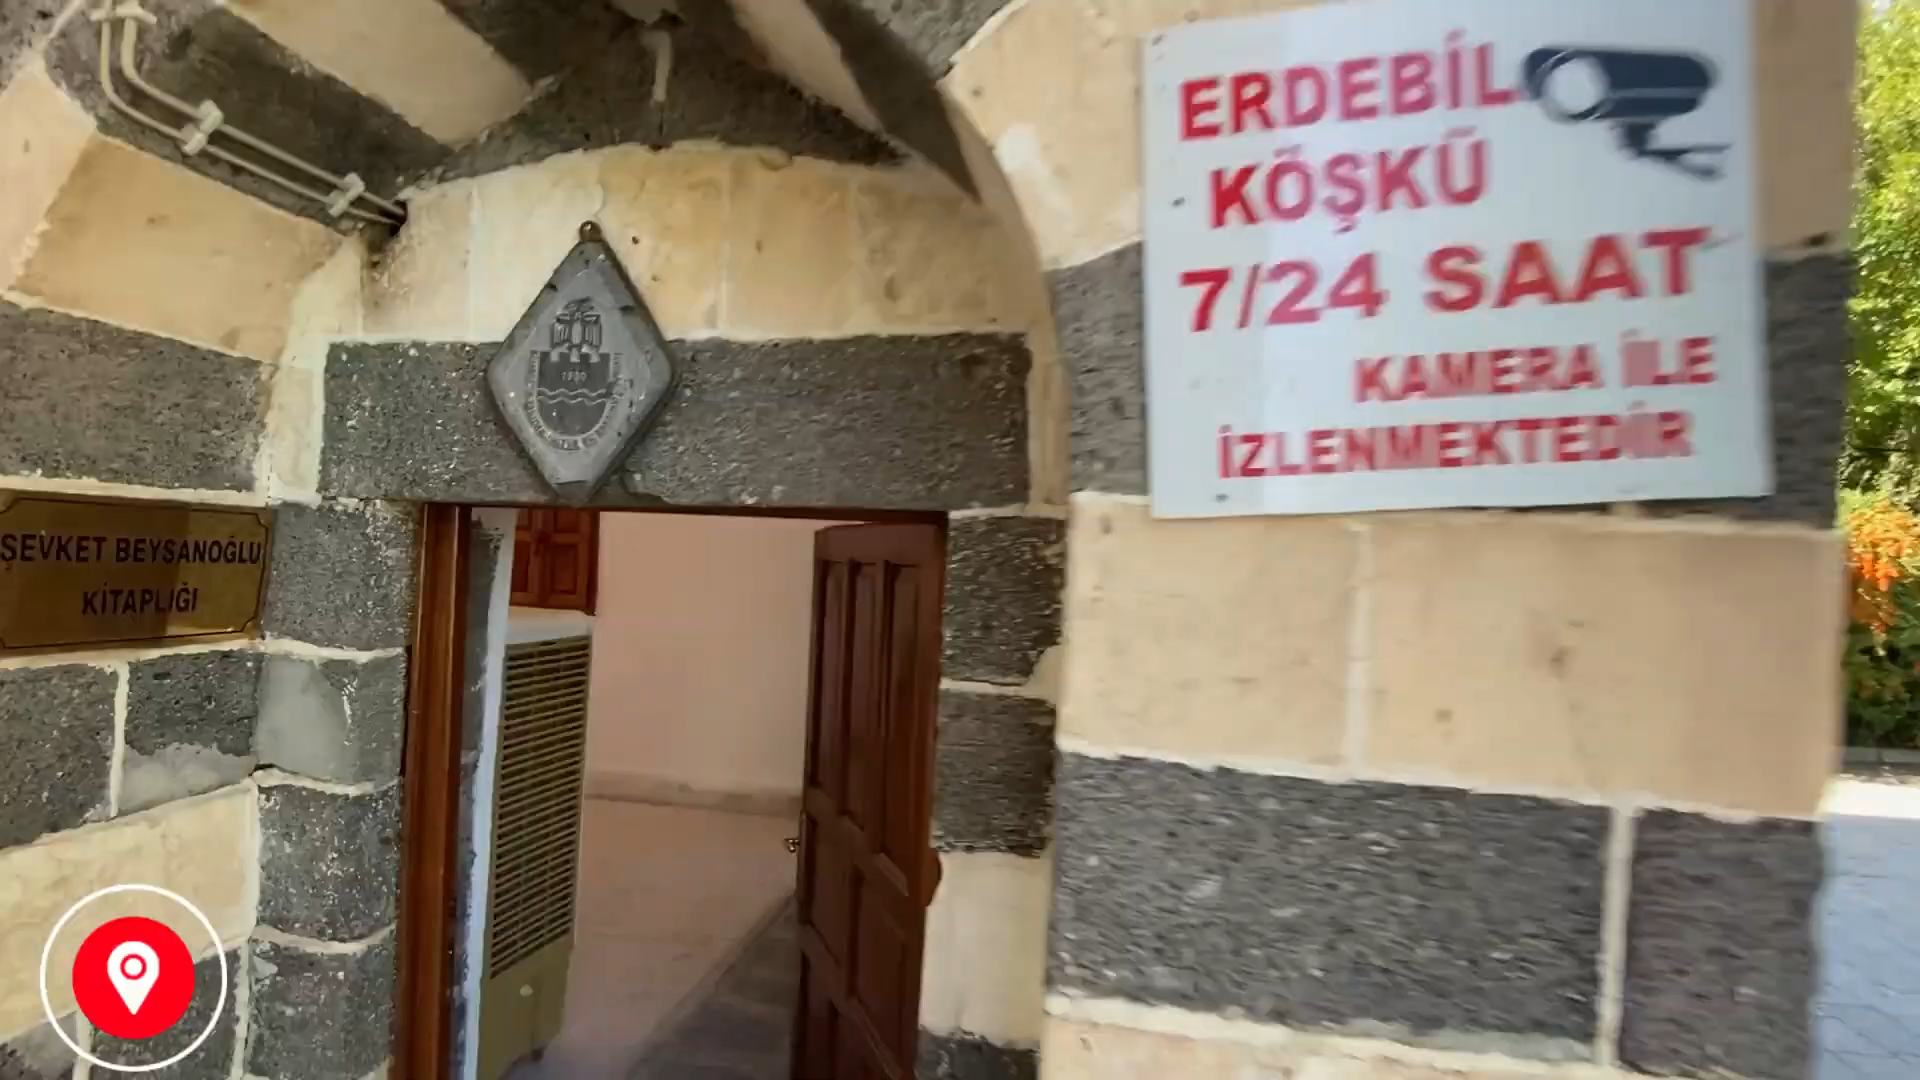 ERDEBİL
KÖŞKÜ
7/24 SAAT
KAMERA İLE
İZLENMEKTEDİR
ŞEVKET BEYSANOĞLU
KİTAPLIĞI